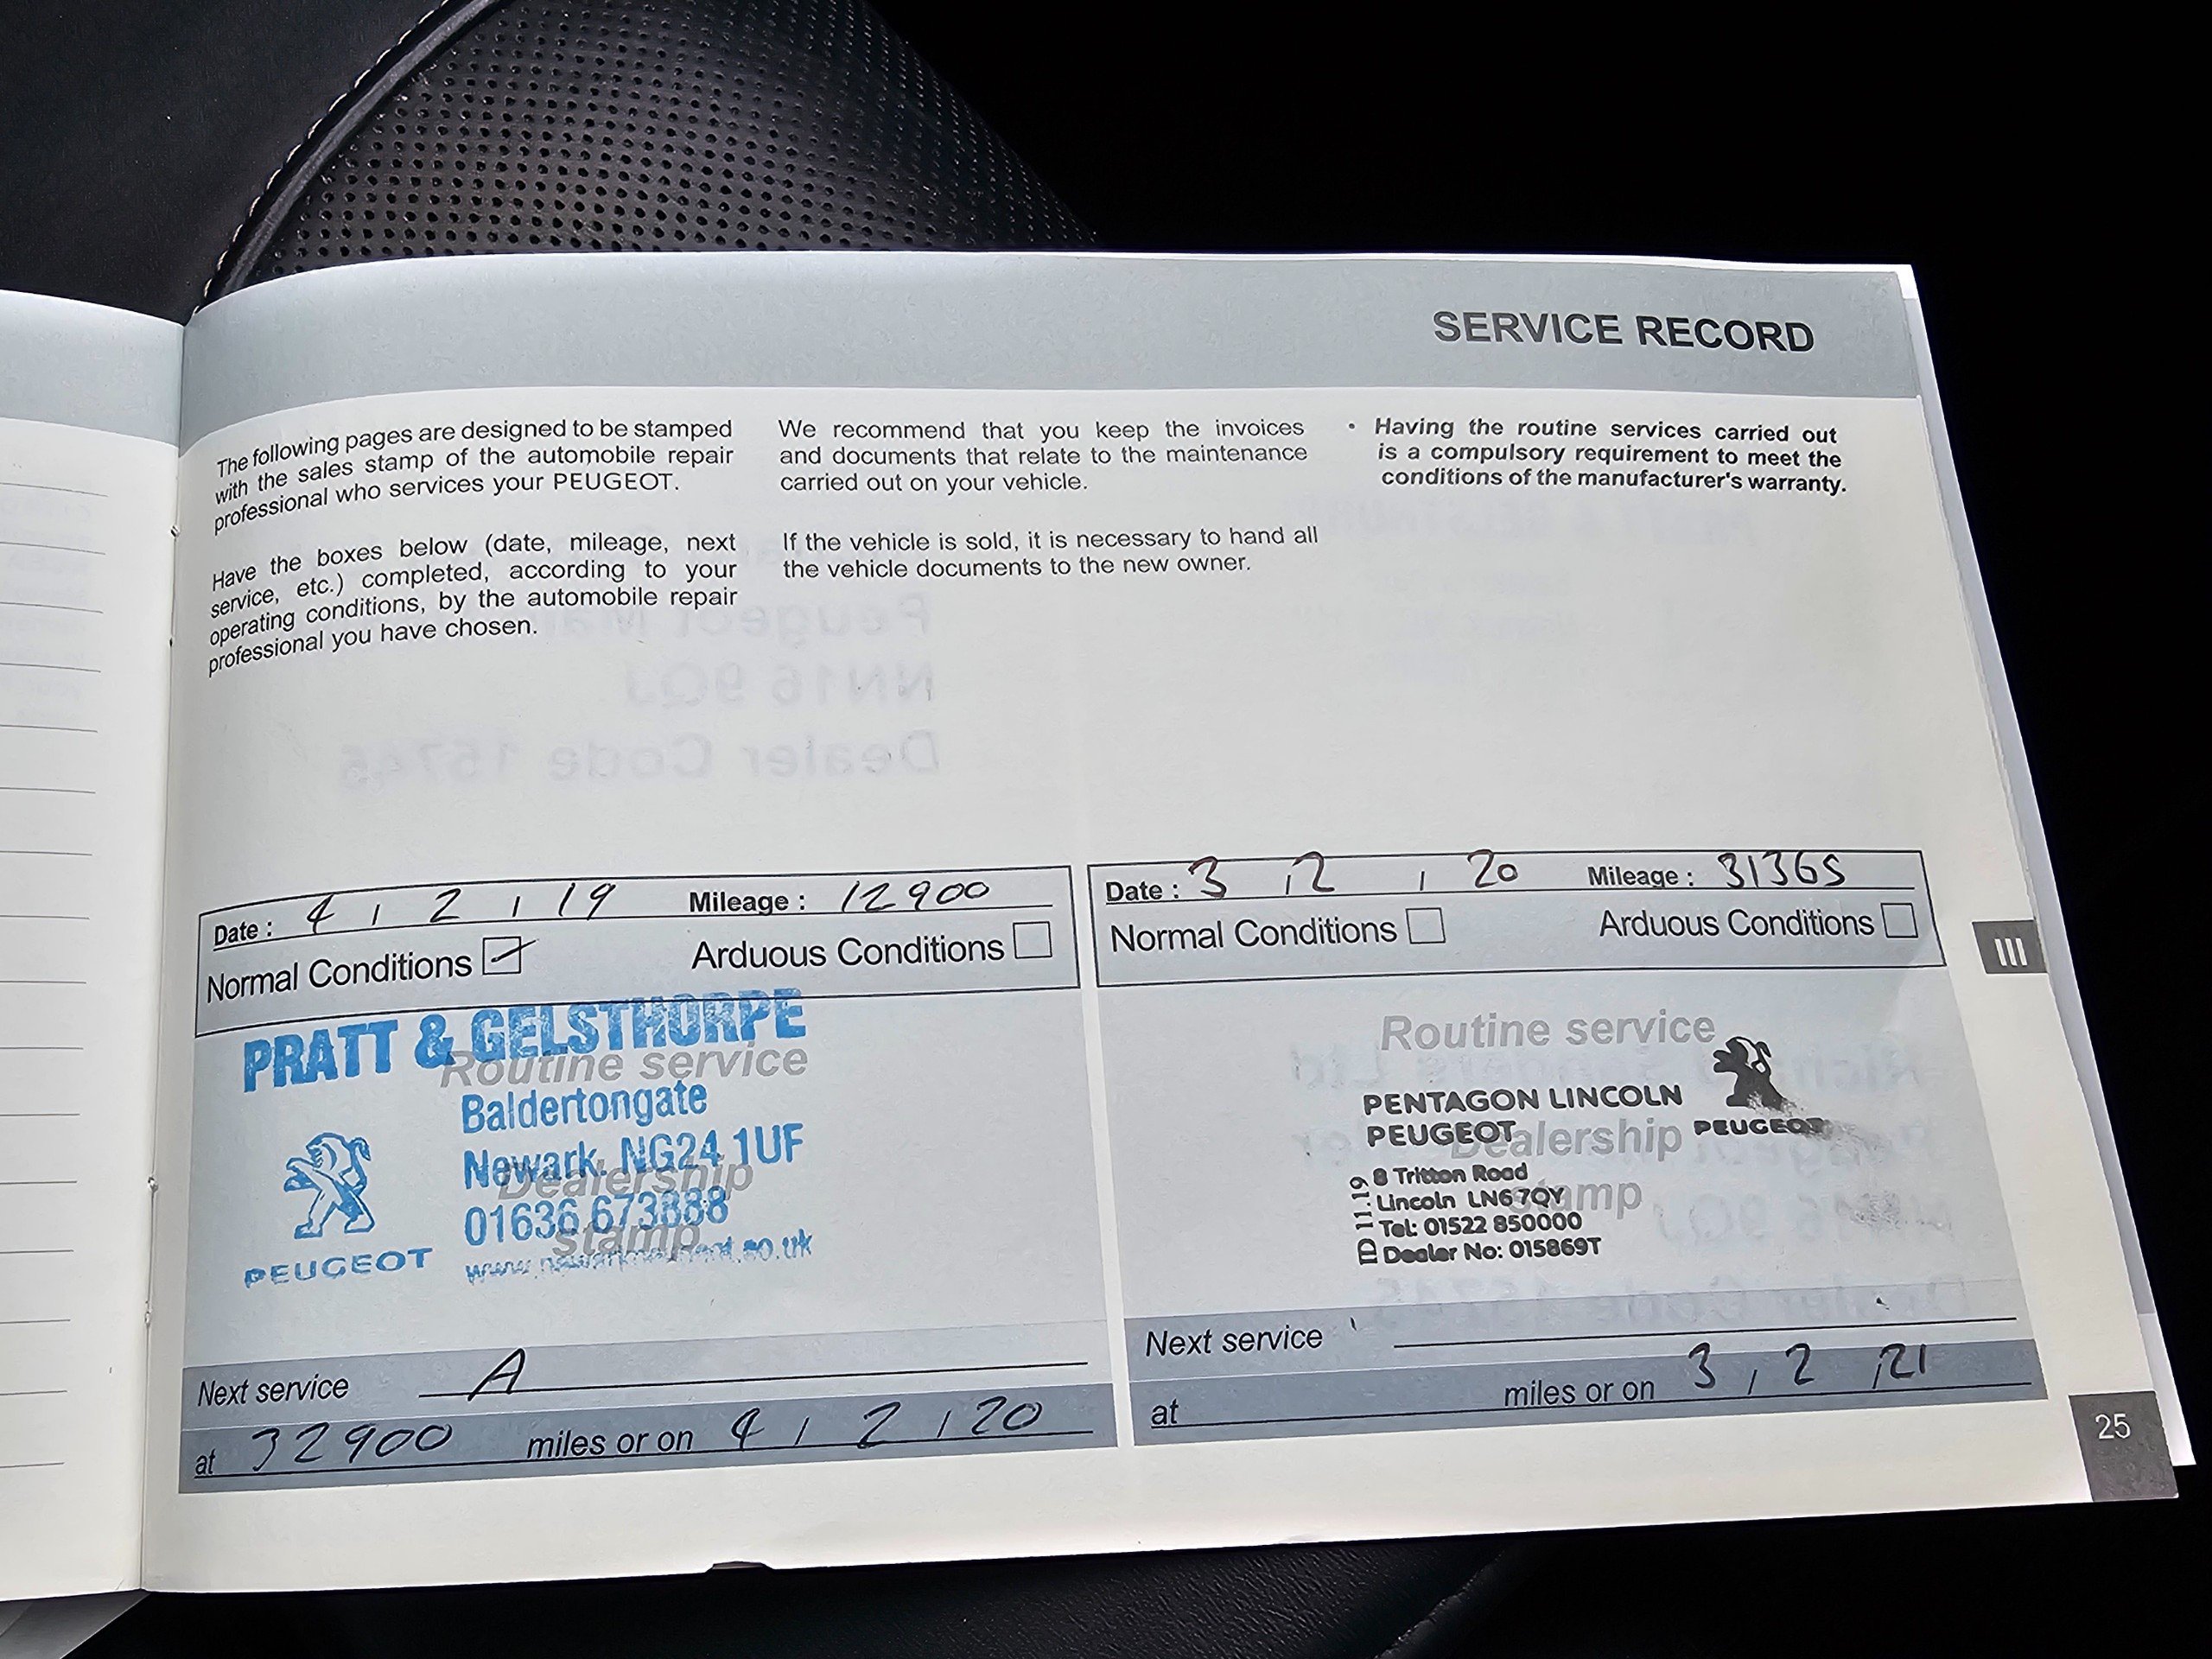 SERVICE RECORD
The following pages are designed to be stamped
with the sales stamp of the automobile repair
professional who services your PEUGEOT.
Have the boxes below (date, mileage, next
service, etc.) completed, according to your
operating conditions, by the automobile repair
professional you have chosen.
We recommend that you keep the invoices
and documents that relate to the maintenance
carried out on your vehicle.
If the vehicle is sold, it is necessary to hand all
the vehicle documents to the new owner.
• Having the routine services carried out
is a compulsory requirement to meet the
conditions of the manufacturer's warranty.
Peugeot
NN16 9QJ
Dealer Code 15745
Date : 4 / 2 / 19 Mileage : 12900
Normal Conditions Arduous Conditions
PRATT & GELSTHORPE
Routine service
Baldertongate
Newark. NG24 1UF
Dealership
01636 673888
stamp
PEUGEOT
Next service A
at 32900 miles or on 4 / 2 / 20
Date : 3 / 2 / 20 Mileage : 31365
Normal Conditions Arduous Conditions
Routine service
PENTAGON LINCOLN
PEUGEOT
Dealership
PEUGEOT
8 Tritton Road
Lincoln LN6 7QY
stamp
Tel: 01522 850000
Dealer No: 015869T
ID 11.19
Next service
at miles or on 3 / 2 / 21
III
25